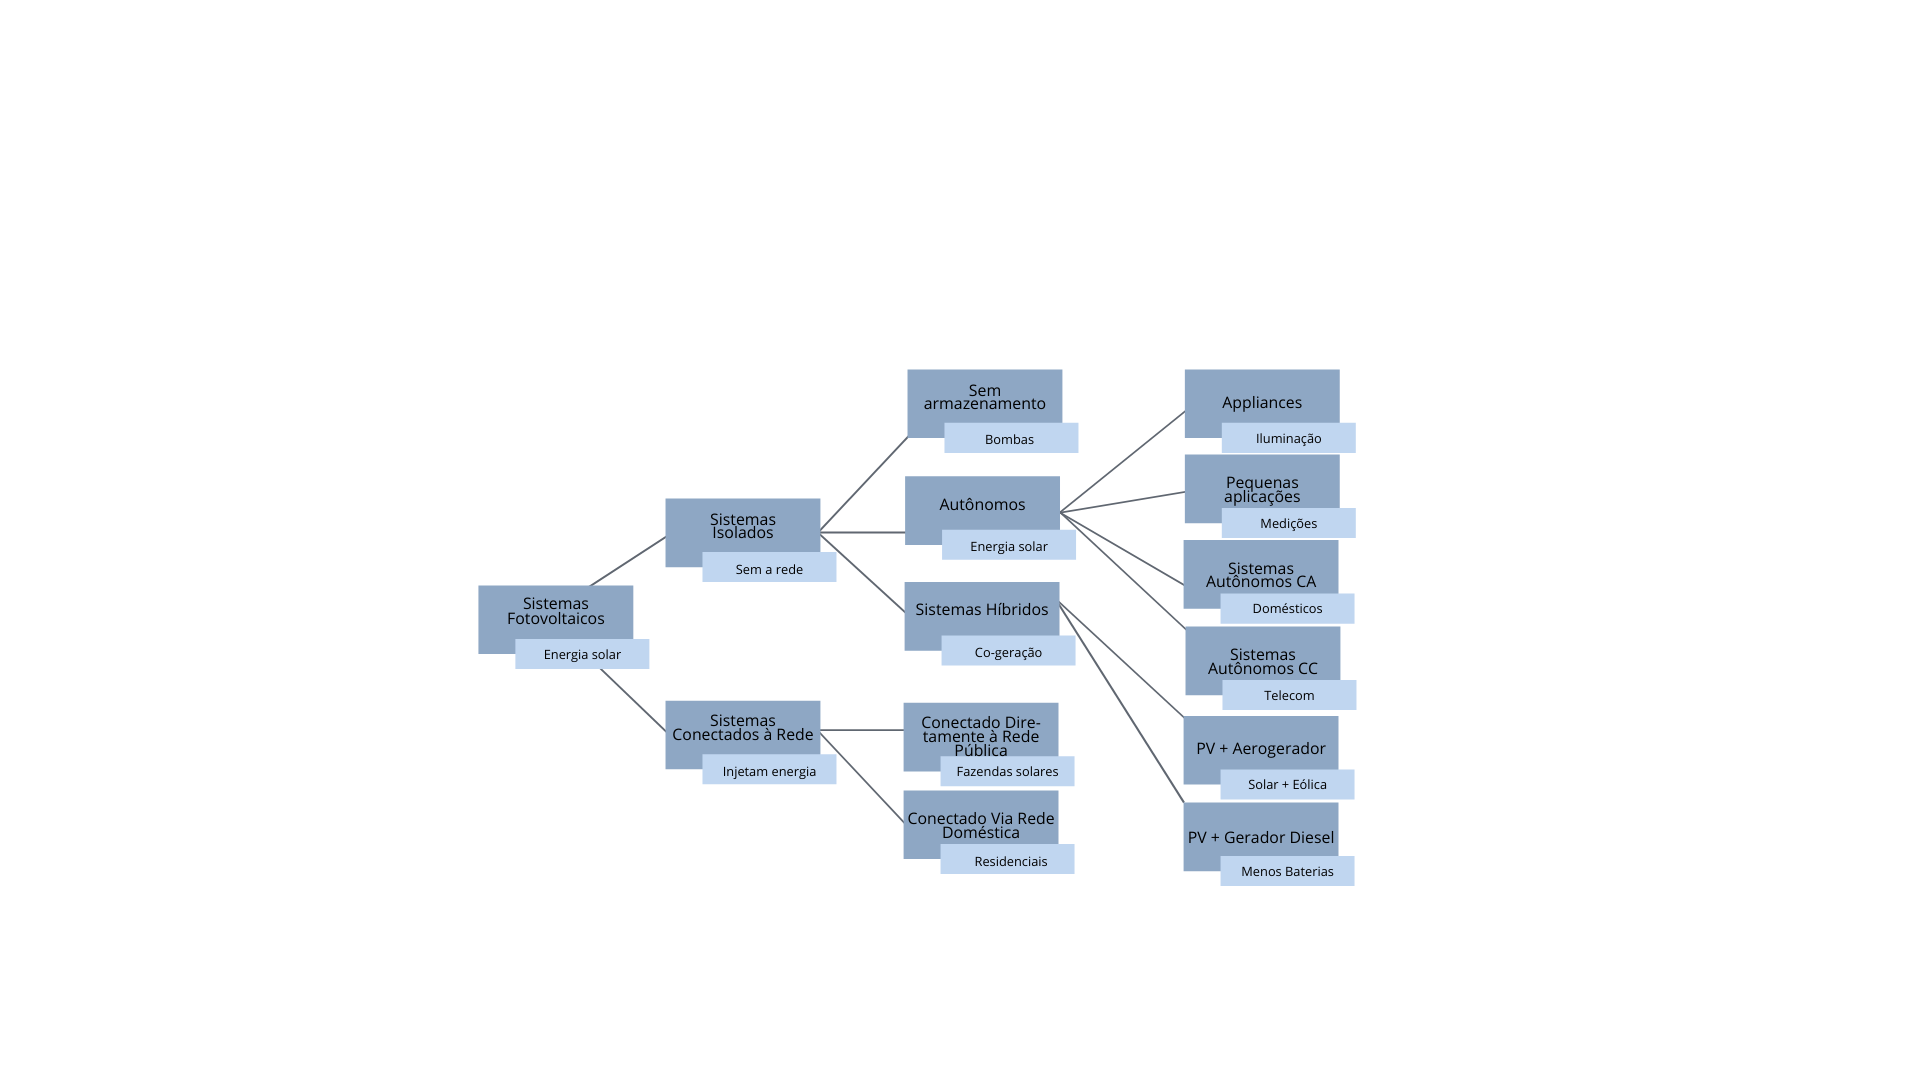 Sistemas
Fotovoltaicos
Energia solar
Sistemas
Isolados
Sem a rede
Sistemas
Conectados à Rede
Injetam energia
Sem
armazenamento
Bombas
Autônomos
Energia solar
Sistemas Híbridos
Co-geração
Conectado Dire-
tamente à Rede
Pública
Fazendas solares
Conectado Via Rede
Doméstica
Residenciais
Appliances
Iluminação
Pequenas
aplicações
Medições
Sistemas
Autônomos CA
Domésticos
Sistemas
Autônomos CC
Telecom
PV + Aerogerador
Solar + Eólica
PV + Gerador Diesel
Menos Baterias